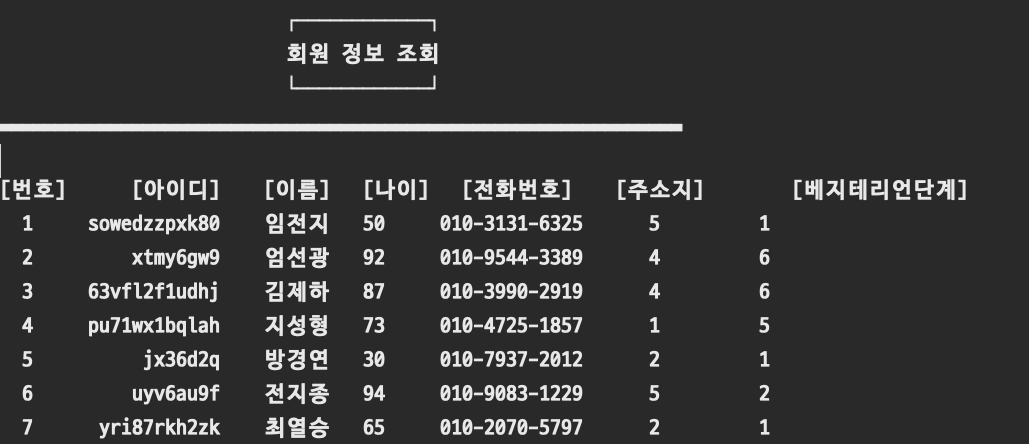 회원 정보 조회
[번호] [아이디] [이름] [나이] [전화번호] [주소지] [베지테리언단계]
1 sowedzzpxk80 임전지 50 010-3131-6325 5 1
2 xtmy6gw9 엄선광 92 010-9544-3389 4 6
3 63vfl2f1udhj 김제하 87 010-3990-2919 4 6
4 pu71wx1bqlah 지성형 73 010-4725-1857 1 5
5 jx36d2q 방경연 30 010-7937-2012 2 1
6 uyv6au9f 전지종 94 010-9083-1229 5 2
7 yri87rkh2zk 최열승 65 010-2070-5797 2 1